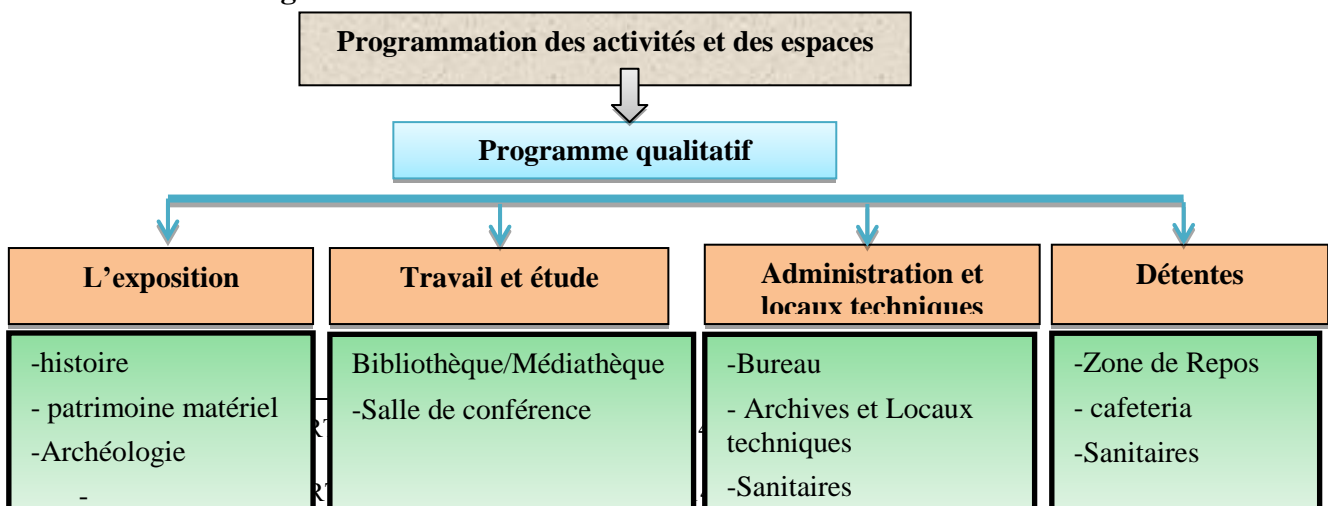 Programmation des activités et des espaces
Programme qualitatif
L'exposition
Travail et étude
Administration et
locaux techniques
Détentes
-histoire
- patrimoine matériel
-Archéologie
-
Bibliothèque/Médiathèque
-Salle de conférence
-Bureau
- Archives et Locaux
techniques
-Sanitaires
-Zone de Repos
- cafeteria
-Sanitaires